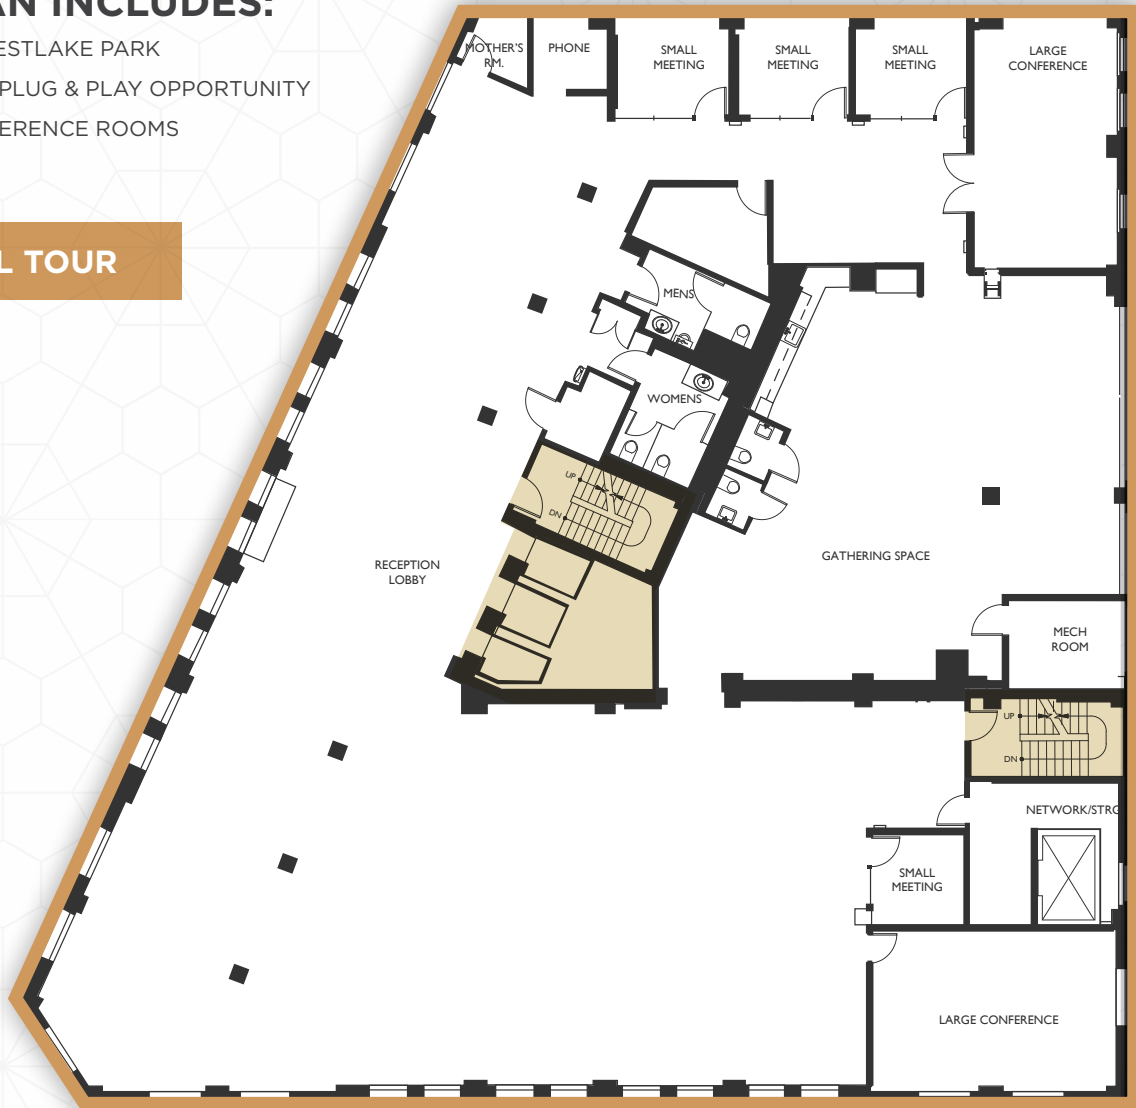 AN INCLUDES:
ESTLAKE PARK
PLUG & PLAY OPPORTUNITY
ERENCE ROOMS
L TOUR
MOTHER'S
RM.
PHONE
SMALL
MEETING
SMALL
MEETING
SMALL
MEETING
LARGE
CONFERENCE
MENS
WOMENS
UP
DN
RECEPTION
LOBBY
GATHERING SPACE
MECH
ROOM
UP
DN
NETWORK/STRG
SMALL
MEETING
LARGE CONFERENCE